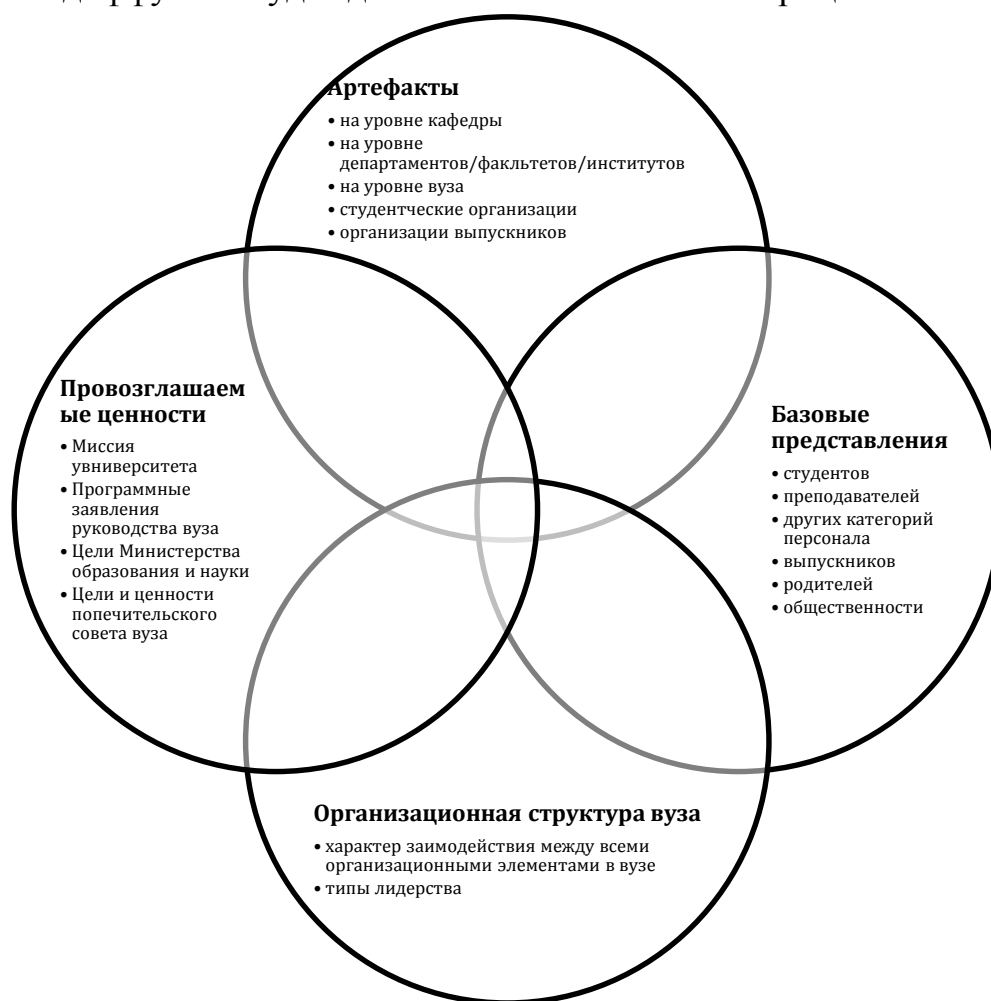 Артефакты
• на уровне кафедры
• на уровне
департаментов/факльтетов/институтов
• на уровне вуза
• студентческие организации
• организации выпускников
Провозглашаем
ые ценности
• Миссия
увниверситета
• Программные
заявления
руководства вуза
• Цели Министерства
образования и науки
• Цели и ценности
попечительского
совета вуза
Базовые
представления
• студентов
• преподавателей
• других категорий
персонала
• выпускников
• родителей
• общественности
Организационная структура вуза
• характер заимодействия между всеми
организационными элементами в вузе
• типы лидерства